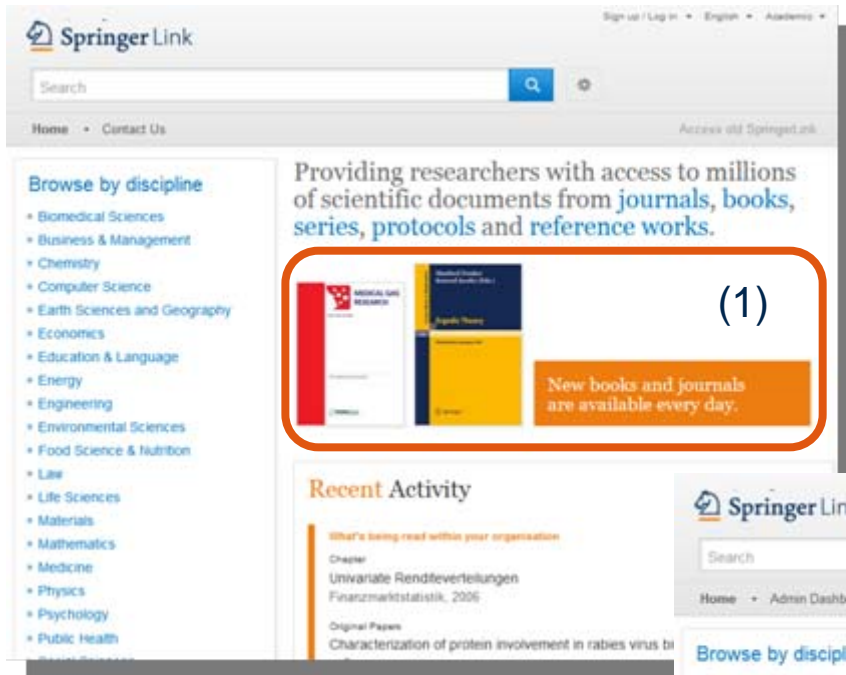 Sign up / Log in English Academic
Springer Link
Search
Home • Contact Us
Access old SpringerLink
Browse by discipline
Biomedical Sciences
Business & Management
Chemistry
Computer Science
Earth Sciences and Geography
Economics
Education & Language
Energy
Engineering
Environmental Sciences
Food Science & Nutrition
Law
Life Sciences
Materials
Mathematics
Medicine
Physics
Psychology
Public Health
Providing researchers with access to millions
of scientific documents from journals, books,
series, protocols and reference works.
MEDICAL GAS
RESEARCH
Ergodic Theory
(1)
New books and journals
are available every day.
Recent Activity
What's being read within your organisation
Chapter
Univariate Renditeverteilungen
Finanzmarktstatistik, 2006
Original Papers
Characterization of protein involvement in rabies virus bi
Springer Lin
Search
Home • Admin Dashb
Browse by discipl